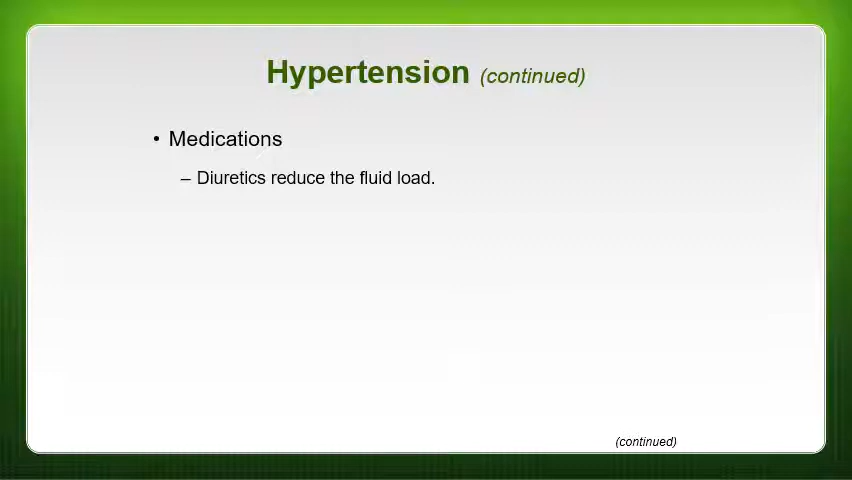 Hypertension (continued)
• Medications
– Diuretics reduce the fluid load.
(continued)